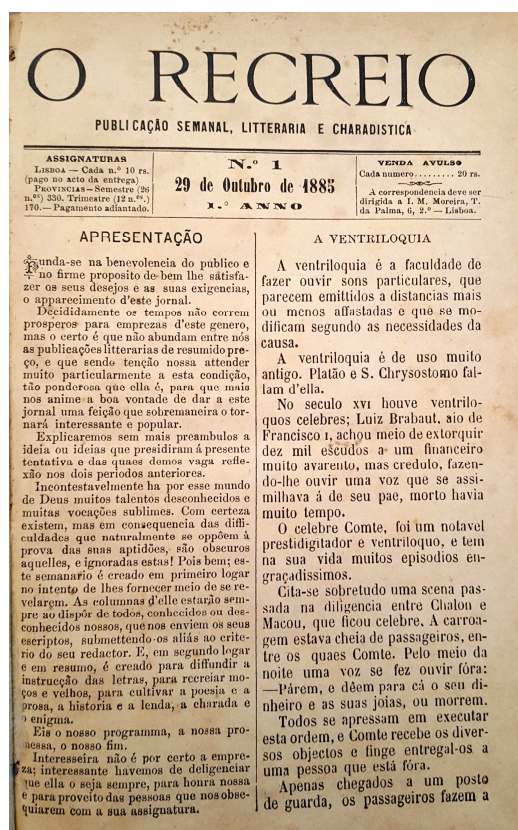 O RECREIO
PUBLICAÇÃO SEMANAL, LITTERARIA E CHARADISTICA
ASSIGNATURAS
LISBOA — Cada n.º 10 rs.
(pago no acto da entrega)
PROVINCIAS — Semestre (26
n.ºs) 330. Trimestre (12 n.ºs.)
170. — Pagamento adiantado.
N.º 1
29 de Outubro de 1885
1.º ANNO
VENDA AVULSO
Cada numero......... 20 rs.
A correspondencia deve ser
dirigida a I. M. Moreira, T.
da Palma, 6, 2.º — Lisboa.
APRESENTAÇÃO
Funda-se na benevolencia do publico e
no firme proposito de bem lhe satisfa-
zer os seus desejos e as suas exigencias,
o apparecimento d'este jornal.
Decididamente os tempos não correm
prosperos para emprezas d'este genero,
mas o certo é que não abundam entre nós
as publicações litterarias de resumido pre-
ço, e que sendo tenção nossa attender
muito particularmente a esta condição,
tão ponderosa que ella é, para que mais
nos anime a boa vontade de dar a este
jornal uma feição que sobremaneira o tor-
nará interessante e popular.
Explicaremos sem mais preambulos a
ideia ou ideias que presidiram á presente
tentativa e das quaes demos vaga refle-
xão nos dois periodos anteriores.
Incontestavelmente ha por esse mundo
de Deus muitos talentos desconhecidos e
muitas vocações sublimes. Com certeza
existem, mas em consequencia das diffi-
culdades que naturalmente se oppõem á
prova das suas aptidões, são obscuros
aquelles, e ignoradas estas! Pois bem; es-
te semanario é creado em primeiro logar
no intento de lhes fornecer meio de se re-
velarem. As columnas d'elle estarão sem-
pre ao dispôr de todos, conhecidos ou des-
conhecidos nossos, que nos enviem os seus
escriptos, submettendo-os aliás ao crite-
rio do seu redactor. E, em segundo logar
e em resumo, é creado para diffundir a
instrucção das letras, para recreiar mo-
ços e velhos, para cultivar a poesia e a
prosa, a historia e a lenda, a charada e
o enigma.
Eis o nosso programma, a nossa pro-
messa, o nosso fim.
Interesseira não é por certo a empre-
za; interessante havemos de deligenciar
que ella o seja sempre, para honra nossa
e para proveito das pessoas que nos obse-
quiarem com a sua assignatura.
A VENTRILOQUIA
A ventriloquia é a faculdade de
fazer ouvir sons particulares, que
parecem emittidos a distancias mais
ou menos affastadas e que se mo-
dificam segundo as necessidades da
causa.
A ventriloquia é de uso muito
antigo. Platão e S. Chrysostomo fal-
lam d'ella.
No seculo XVI houve ventrilo-
quos celebres; Luiz Brabaut, aio de
Francisco I, achou meio de extorquir
dez mil escudos a um financeiro
muito avarento, mas credulo, fazen-
do-lhe ouvir uma voz que se assi-
milhava á de seu pae, morto havia
muito tempo.
O celebre Comte, foi um notavel
prestidigitador e ventriloquo, e tem
na sua vida muitos episodios en-
graçadissimos.
Cita-se sobretudo uma scena pas-
sada na diligencia entre Chalon e
Macou, que ficou celebre. A carroa-
gem estava cheia de passageiros, en-
tre os quaes Comte. Pelo meio da
noite uma voz se fez ouvir fóra:
—Párem, e dêem para cá o seu di-
nheiro e as suas joias, ou morrem.
Todos se apressam em executar
esta ordem, e Comte recebe os diver-
sos objectos e finge entregal-os a
uma pessoa que está fóra.
Apenas chegados a um posto
de guarda, os passageiros fazem a